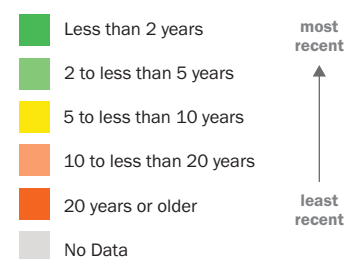 Less than 2 years
most
recent
2 to less than 5 years
5 to less than 10 years
10 to less than 20 years
20 years or older
least
recent
No Data